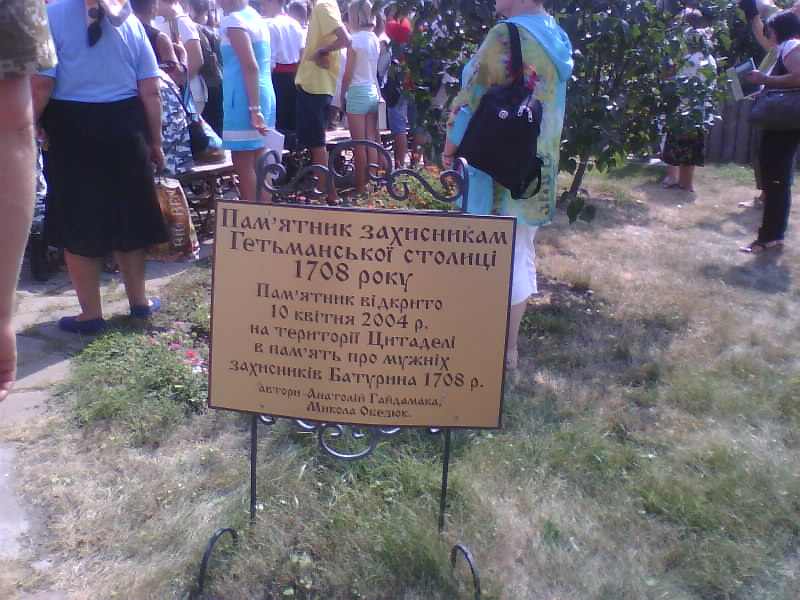 Пам'ятник захисникам
Гетьманської столиці
1708 року
Пам'ятник відкрито
10 квітня 2004 р.
на території Цитаделі
в пам'ять про мужніх
захисників Батурина 1708 р.
автори-Анатолій Гайдамака,
Микола Обезюк.